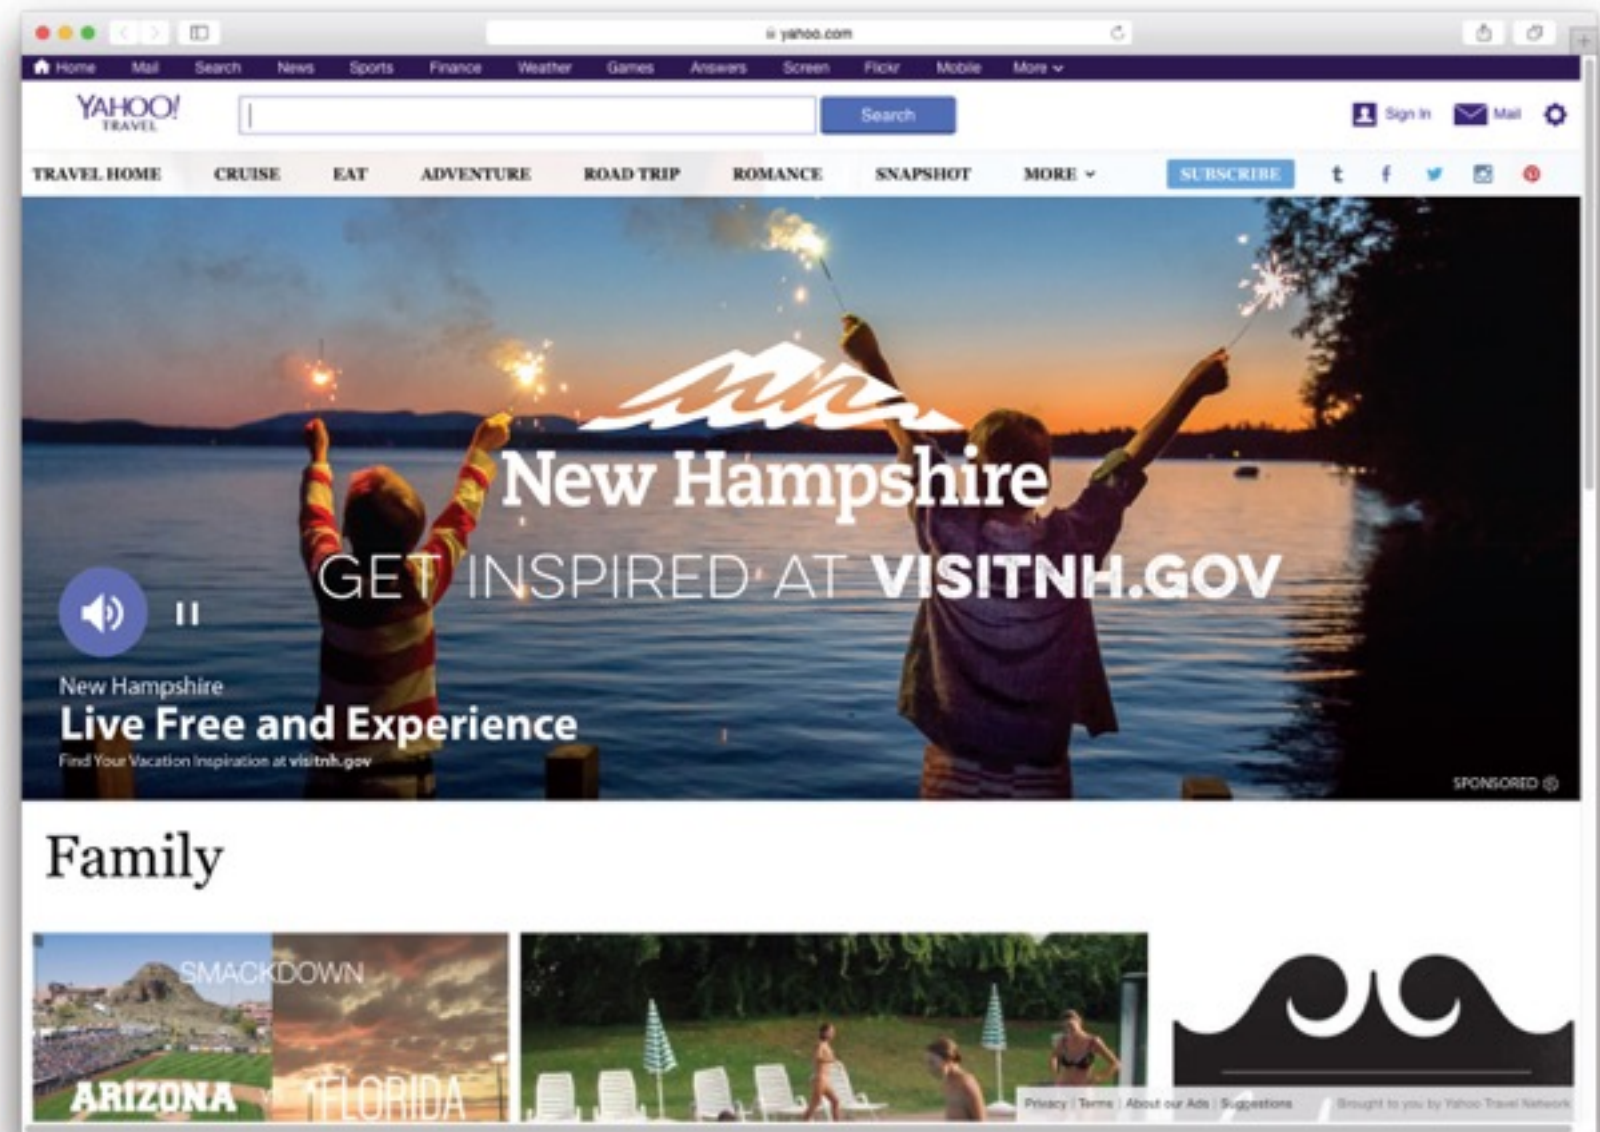 yahoo.com
Home Mail Search News Sports Finance Weather Games Answers Screen Flickr Mobile More
YAHOO!
TRAVEL
Search
Sign In Mail
TRAVEL HOME CRUISE EAT ADVENTURE ROAD TRIP ROMANCE SNAPSHOT MORE SUBSCRIBE
New Hampshire
GET INSPIRED AT VISITNH.GOV
New Hampshire
Live Free and Experience
Find Your Vacation Inspiration at visitnh.gov
SPONSORED
Family
SMACKDOWN
ARIZONA FLORIDA
Privacy | Terms | About our Ads | Suggestions Brought to you by Yahoo Travel Network